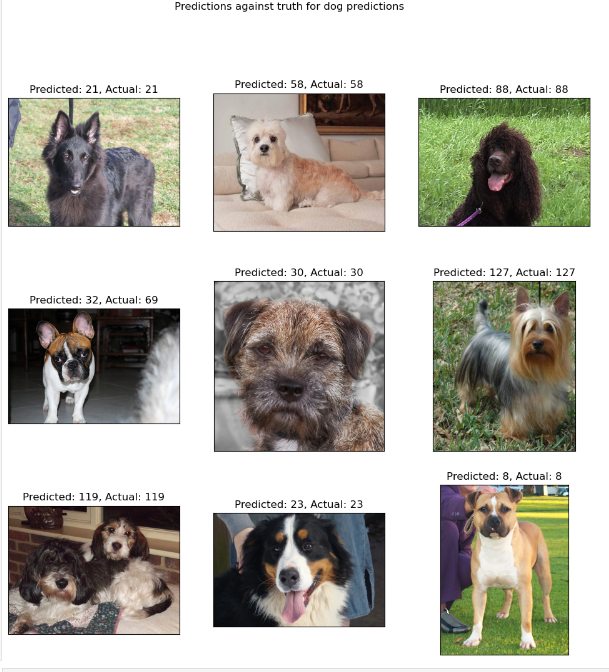 Predictions against truth for dog predictions
Predicted: 21, Actual: 21
Predicted: 58, Actual: 58
Predicted: 88, Actual: 88
Predicted: 32, Actual: 69
Predicted: 30, Actual: 30
Predicted: 127, Actual: 127
Predicted: 119, Actual: 119
Predicted: 23, Actual: 23
Predicted: 8, Actual: 8